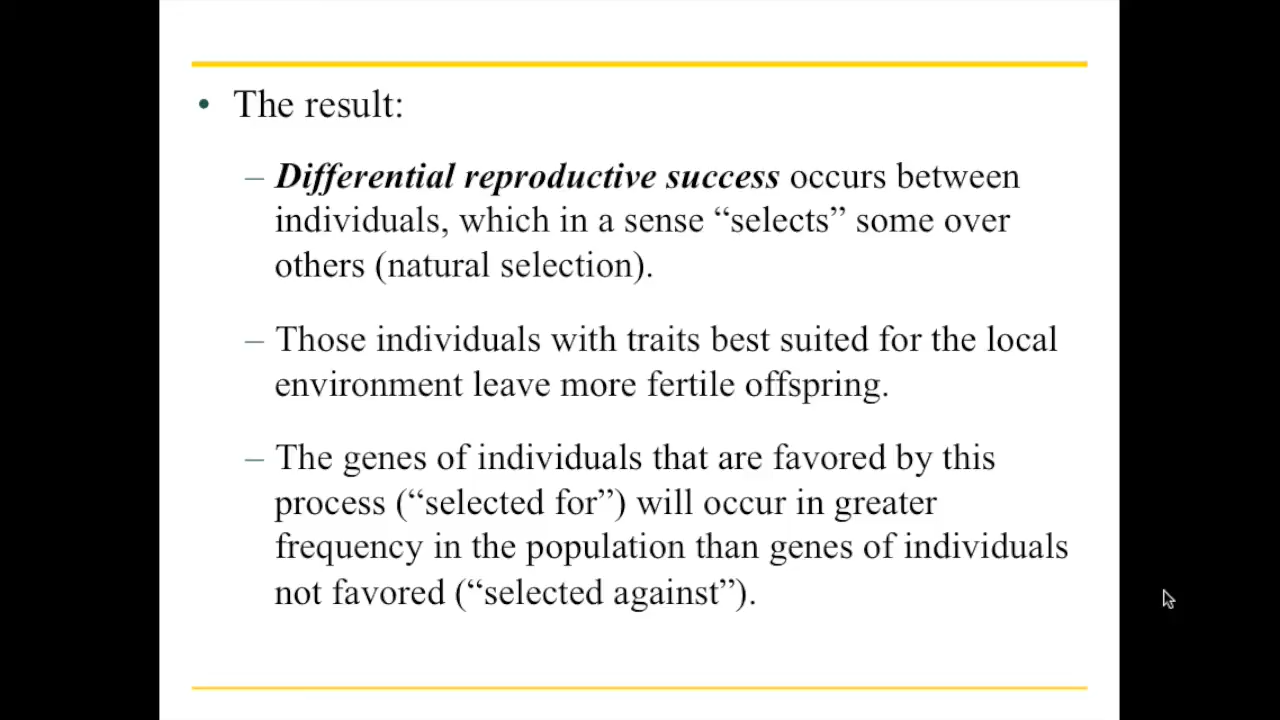 • The result:
– Differential reproductive success occurs between
individuals, which in a sense “selects” some over
others (natural selection).
– Those individuals with traits best suited for the local
environment leave more fertile offspring.
– The genes of individuals that are favored by this
process (“selected for”) will occur in greater
frequency in the population than genes of individuals
not favored (“selected against”).